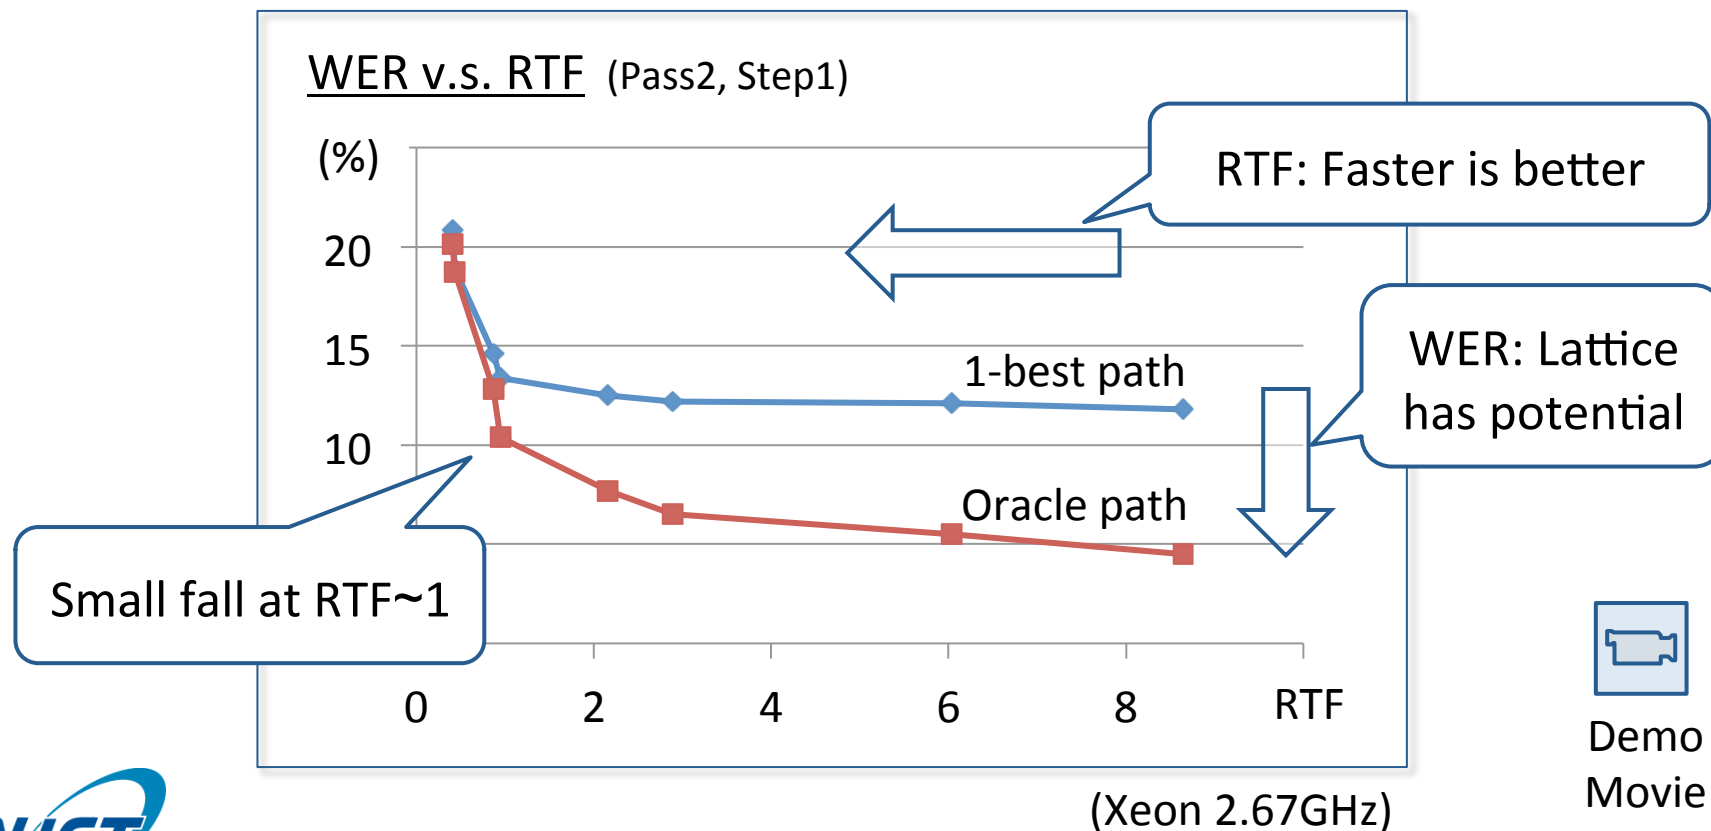 WER v.s. RTF (Pass2, Step1)
(%)
RTF: Faster is better
20
15
1-best path
WER: Lattice
has potential
10
Oracle path
Small fall at RTF~1
0 2 4 6 8 RTF
Demo
Movie
(Xeon 2.67GHz)